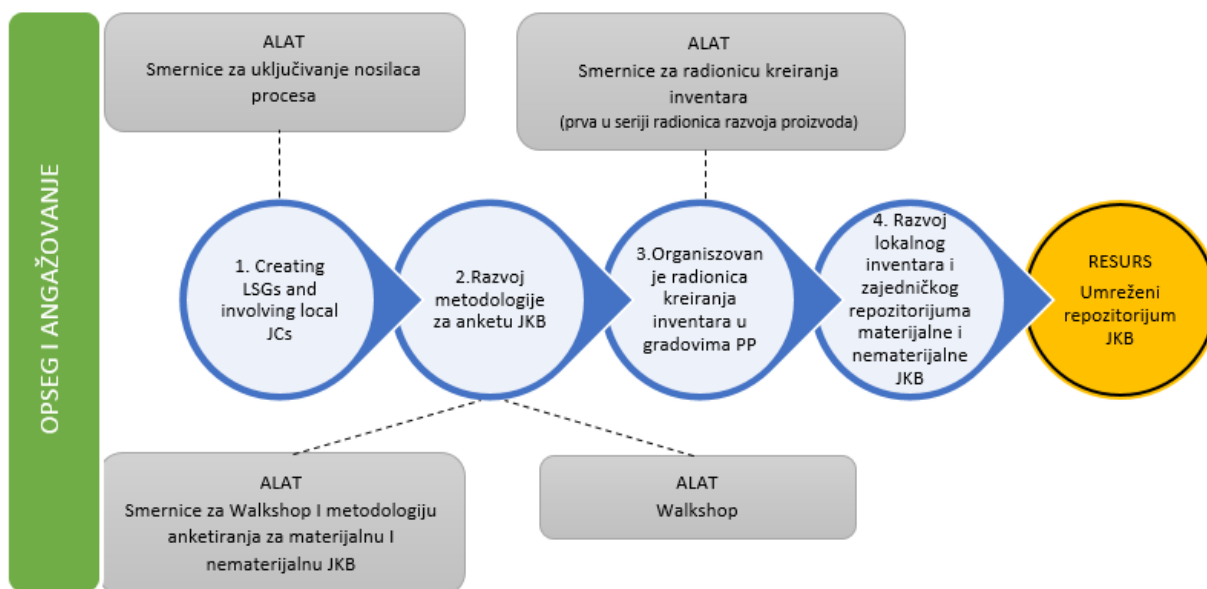 OPSEG I ANGAŽOVANJE
ALAT
Smernice za uključivanje nosilaca
procesa
ALAT
Smernice za radionicu kreiranja
inventara
(prva u seriji radionica razvoja proizvoda)
1. Creating
LSGs and
involving local
JCs
2.Razvoj
metodologije
za anketu JKB
3.Organiszovan
je radionica
kreiranja
inventara u
gradovima PP
4. Razvoj
lokalnog
inventara i
zajedničkog
repozitorijuma
materijalne i
nematerijalne
JKB
RESURS
Umreženi
repozitorijum
JKB
ALAT
Smernice za Walkshop I metodologiju
anketiranja za materijalnu I
nematerijalnu JKB
ALAT
Walkshop